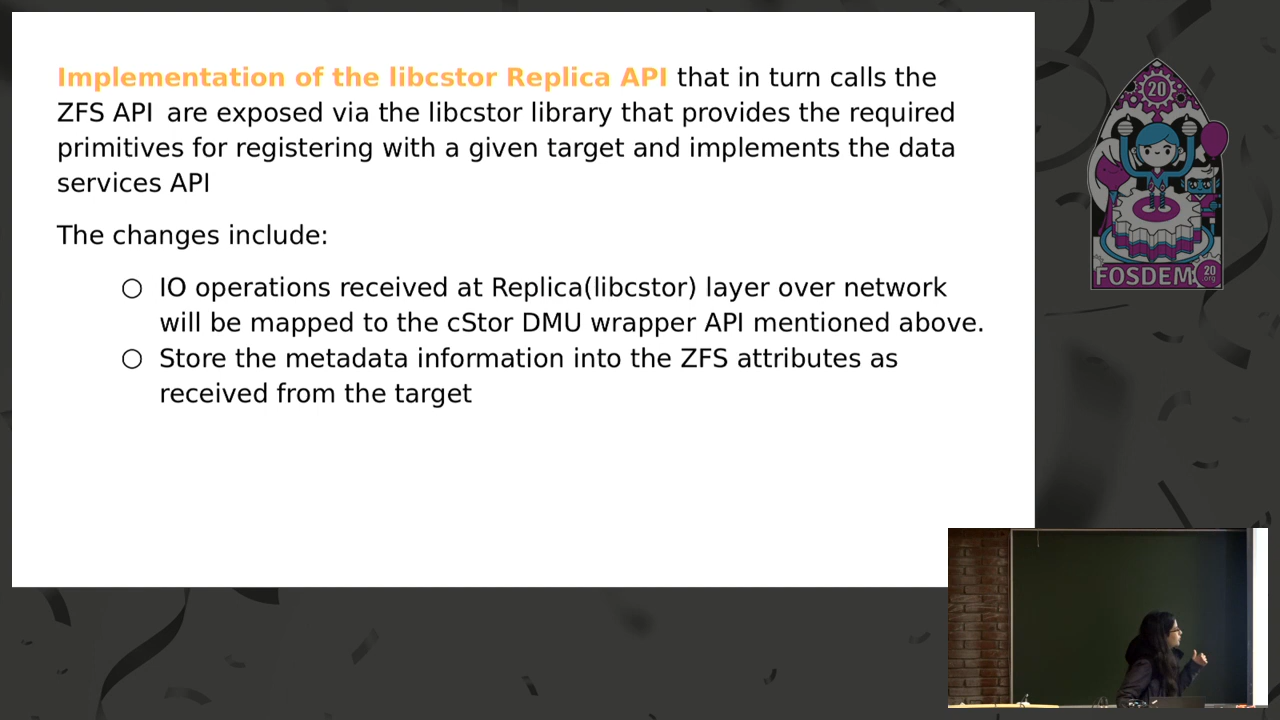 Implementation of the libcstor Replica API that in turn calls the
ZFS API are exposed via the libcstor library that provides the required
primitives for registering with a given target and implements the data
services API
The changes include:
○ IO operations received at Replica(libcstor) layer over network
will be mapped to the cStor DMU wrapper API mentioned above.
○ Store the metadata information into the ZFS attributes as
received from the target
20
FOSDEM 20
.org